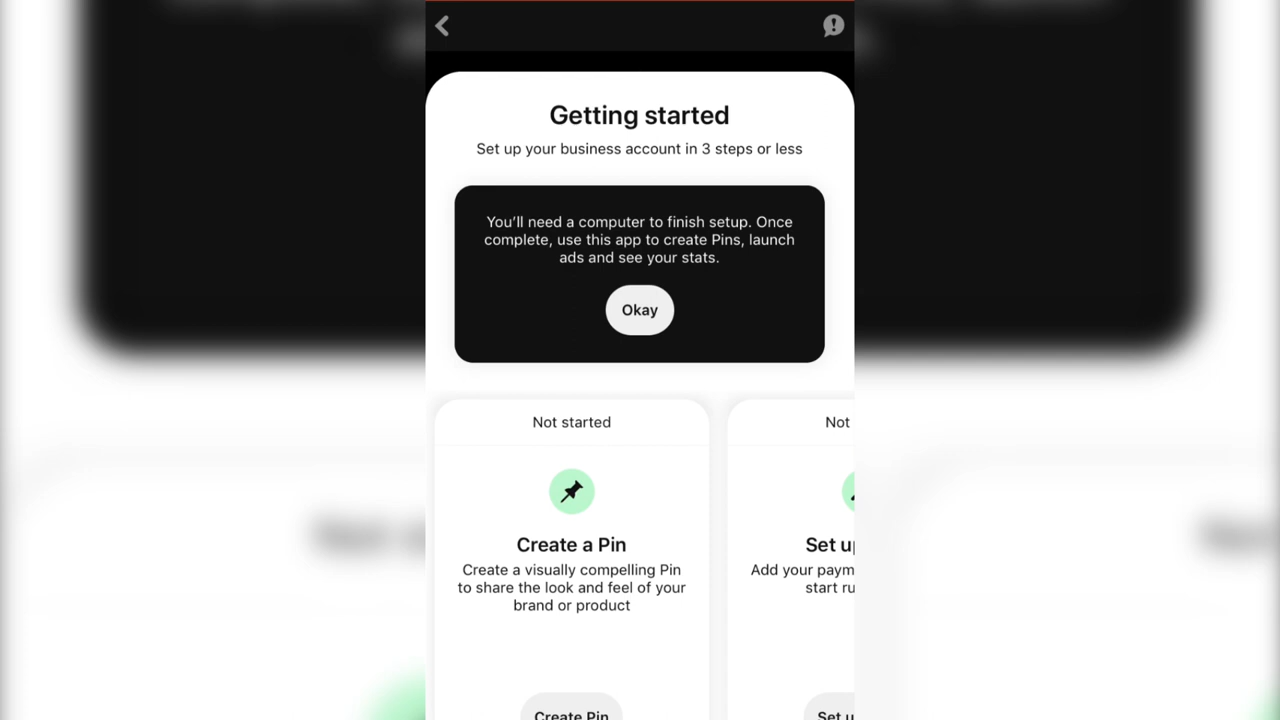 Getting started
Set up your business account in 3 steps or less
You’ll need a computer to finish setup. Once
complete, use this app to create Pins, launch
ads and see your stats.
Okay
Not started
Create a Pin
Create a visually compelling Pin
to share the look and feel of your
brand or product
Create Pin
Not
Set up
Add your paym
start ru
Set u